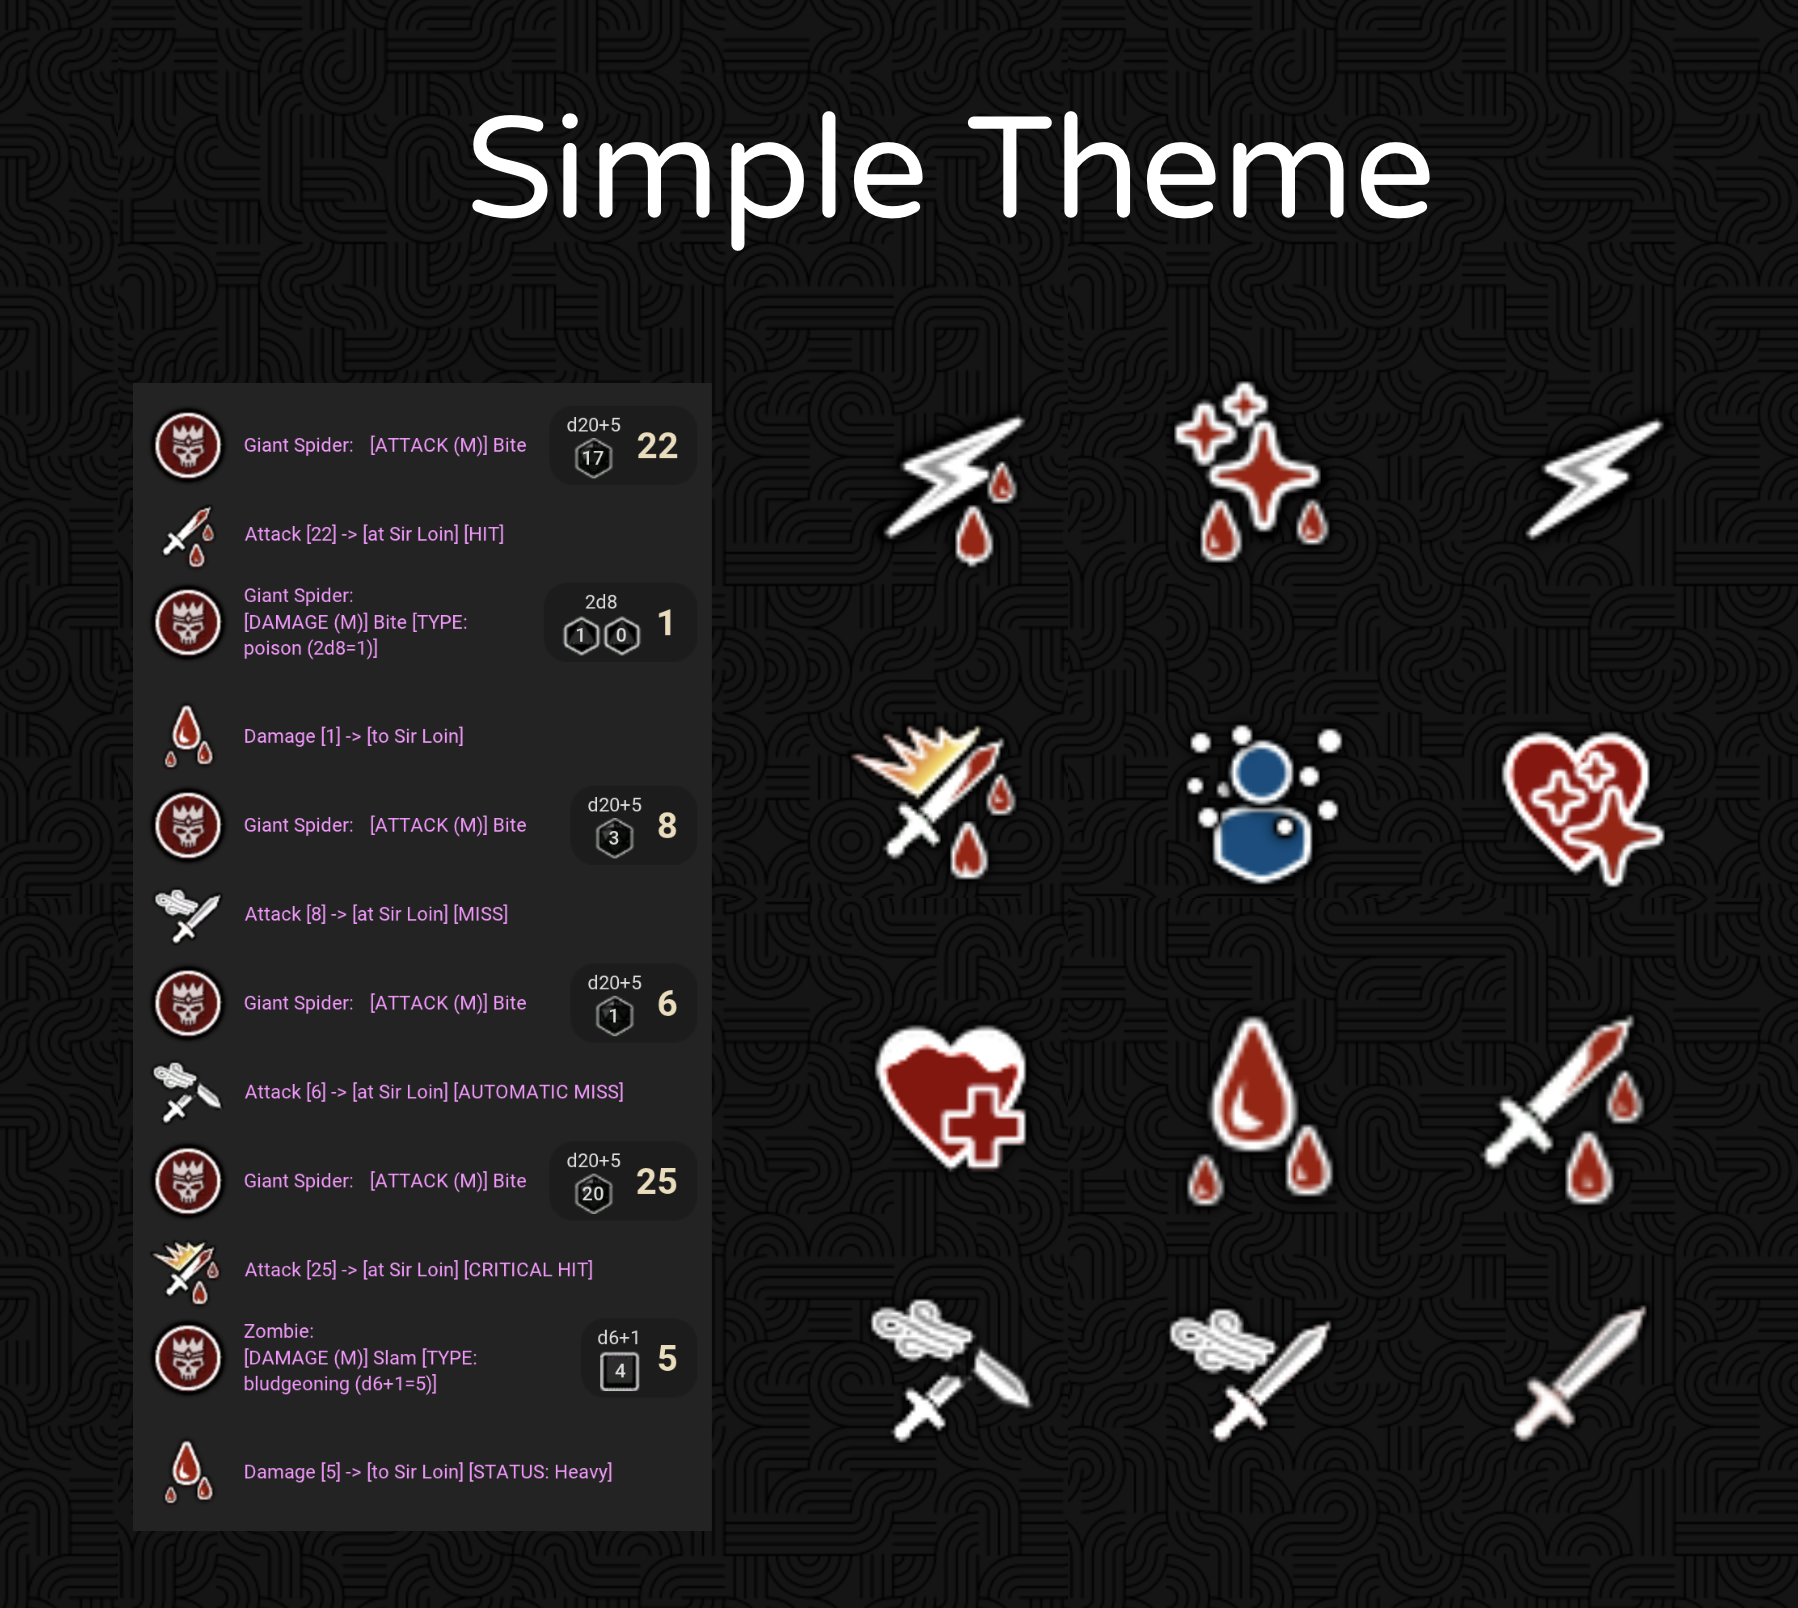 Simple Theme
Giant Spider: [ATTACK (M)] Bite
d20+5
17
22
Attack [22] -> [at Sir Loin] [HIT]
Giant Spider:
[DAMAGE (M)] Bite [TYPE:
poison (2d8=1)]
2d8
1 0
1
Damage [1] -> [to Sir Loin]
Giant Spider: [ATTACK (M)] Bite
d20+5
3
8
Attack [8] -> [at Sir Loin] [MISS]
Giant Spider: [ATTACK (M)] Bite
d20+5
1
6
Attack [6] -> [at Sir Loin] [AUTOMATIC MISS]
Giant Spider: [ATTACK (M)] Bite
d20+5
20
25
Attack [25] -> [at Sir Loin] [CRITICAL HIT]
Zombie:
[DAMAGE (M)] Slam [TYPE:
bludgeoning (d6+1=5)]
d6+1
4
5
Damage [5] -> [to Sir Loin] [STATUS: Heavy]